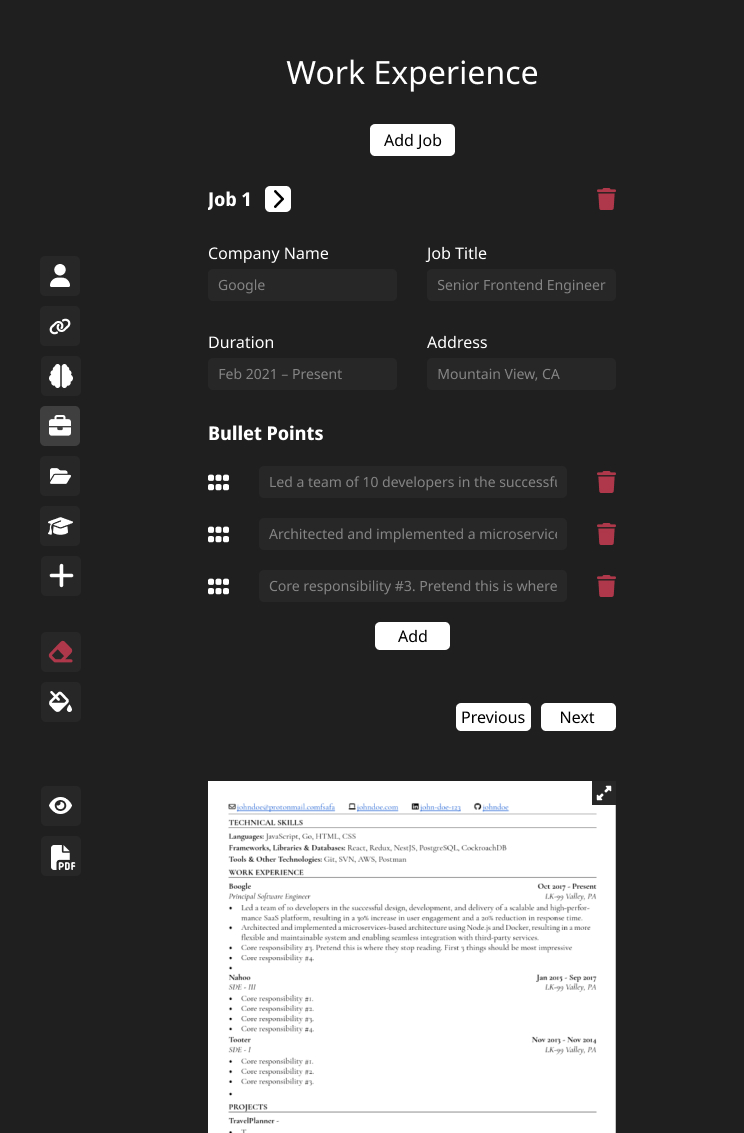 Work Experience
Add Job
Job 1
Company Name
Job Title
Google
Senior Frontend Engineer
Duration
Address
Feb 2021 – Present
Mountain View, CA
Bullet Points
Led a team of 10 developers in the successfu
Architected and implemented a microservice
Core responsibility #3. Pretend this is where
Add
Previous
Next
PDF
johndoe@protonmail.comfsafa johndoe.com john-doe-123 johndoe
TECHNICAL SKILLS
Languages: JavaScript, Go, HTML, CSS
Frameworks, Libraries & Databases: React, Redux, NestJS, PostgreSQL, CockroachDB
Tools & Other Technologies: Git, SVN, AWS, Postman
WORK EXPERIENCE
Boogle Oct 2017 - Present
Principal Software Engineer LK-99 Valley, PA
• Led a team of 10 developers in the successful design, development, and delivery of a scalable and high-perfor-
mance SaaS platform, resulting in a 30% increase in user engagement and a 20% reduction in response time.
• Architected and implemented a microservices-based architecture using Node.js and Docker, resulting in a more
flexible and maintainable system and enabling seamless integration with third-party services.
• Core responsibility #3. Pretend this is where they stop reading. First 3 things should be most impressive
• Core responsibility #4.
•
Nahoo Jan 2015 - Sep 2017
SDE - III LK-99 Valley, PA
• Core responsibility #1.
• Core responsibility #2.
• Core responsibility #3.
• Core responsibility #4.
Tooter Nov 2013 - Nov 2014
SDE - I LK-99 Valley, PA
• Core responsibility #1.
• Core responsibility #2.
• Core responsibility #3.
•
PROJECTS
TravelPlanner -
• T